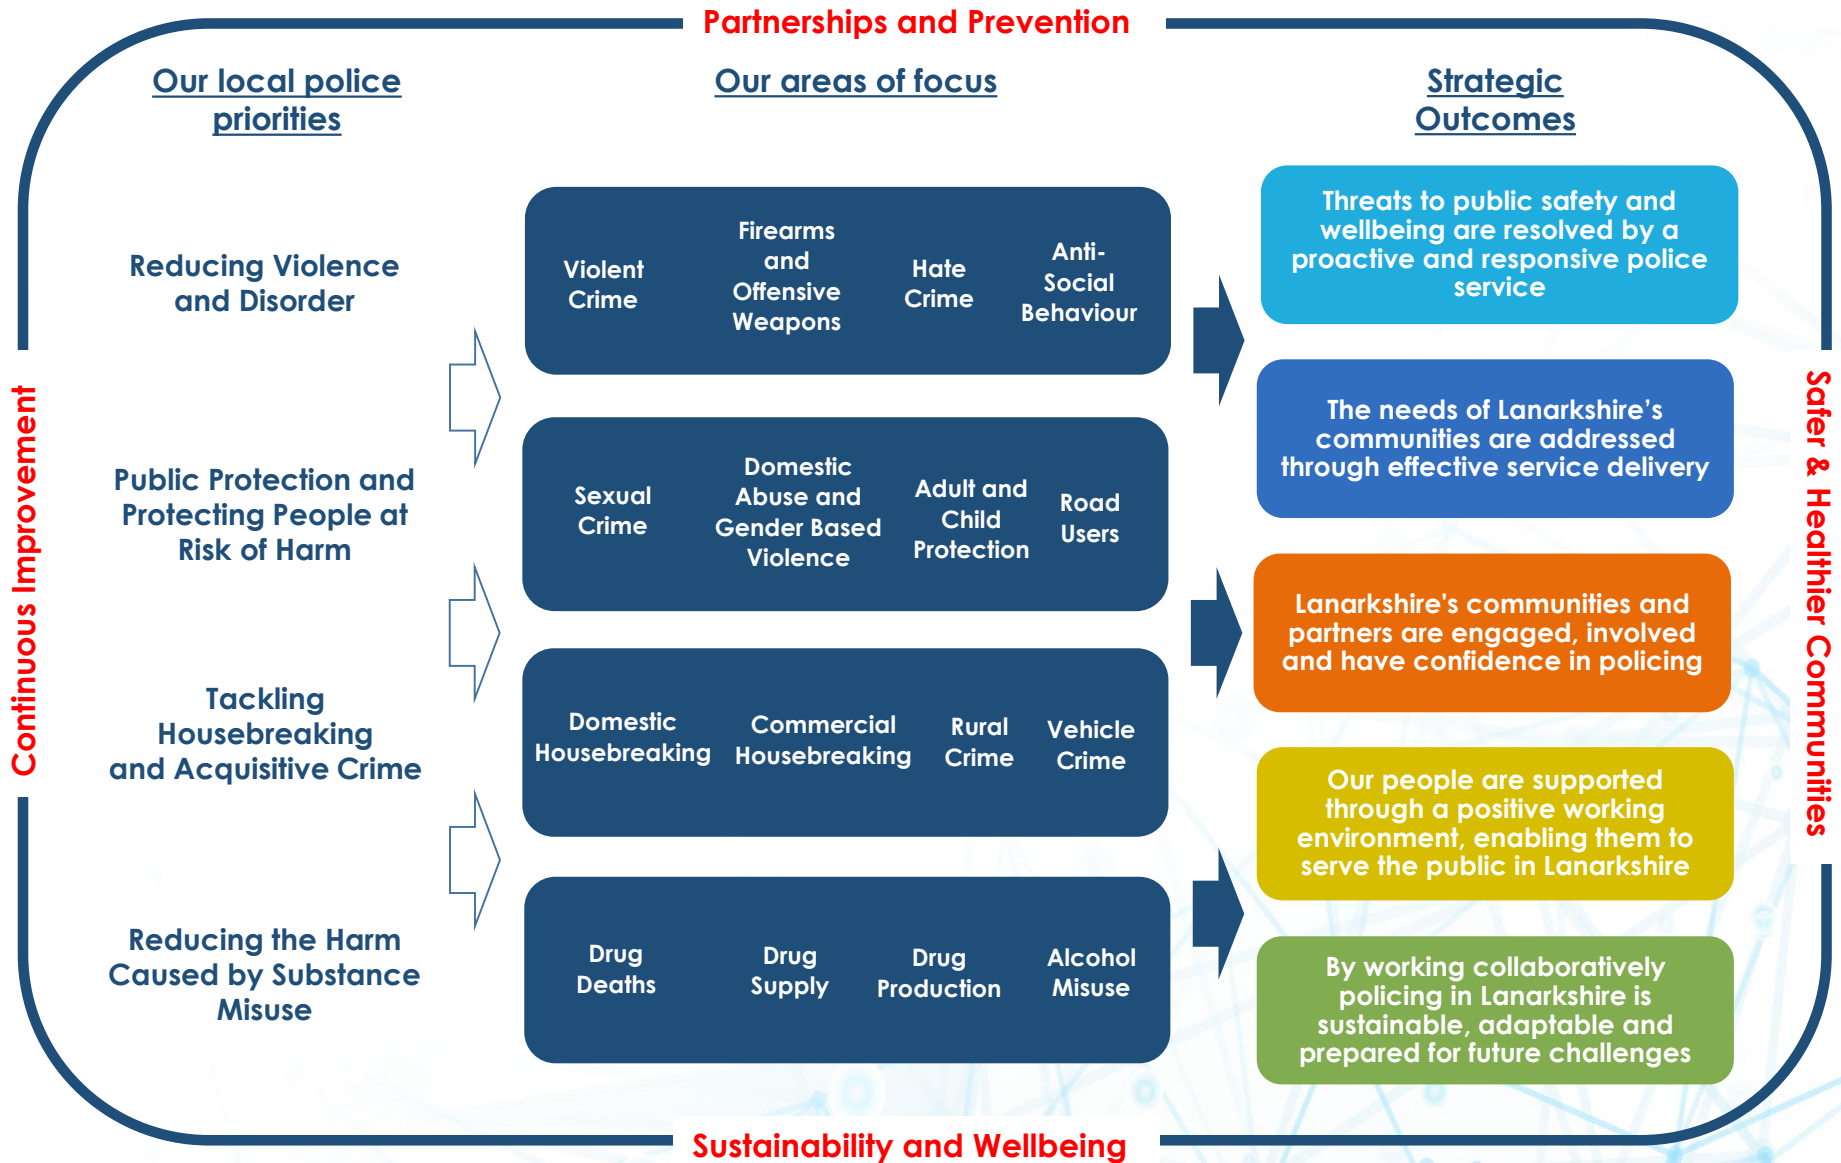 Partnerships and Prevention
Our local police
priorities
Our areas of focus
Strategic
Outcomes
Continuous Improvement
Reducing Violence
and Disorder
Violent
Crime
Firearms
and
Offensive
Weapons
Hate
Crime
Anti-
Social
Behaviour
Public Protection and
Protecting People at
Risk of Harm
Sexual
Crime
Domestic
Abuse and
Gender Based
Violence
Adult and
Child
Protection
Road
Users
Tackling
Housebreaking
and Acquisitive Crime
Domestic
Housebreaking
Commercial
Housebreaking
Rural
Crime
Vehicle
Crime
Reducing the Harm
Caused by Substance
Misuse
Drug
Deaths
Drug
Supply
Drug
Production
Alcohol
Misuse
Threats to public safety and
wellbeing are resolved by a
proactive and responsive police
service
The needs of Lanarkshire’s
communities are addressed
through effective service delivery
Lanarkshire's communities and
partners are engaged, involved
and have confidence in policing
Our people are supported
through a positive working
environment, enabling them to
serve the public in Lanarkshire
By working collaboratively
policing in Lanarkshire is
sustainable, adaptable and
prepared for future challenges
Safer & Healthier Communities
Sustainability and Wellbeing